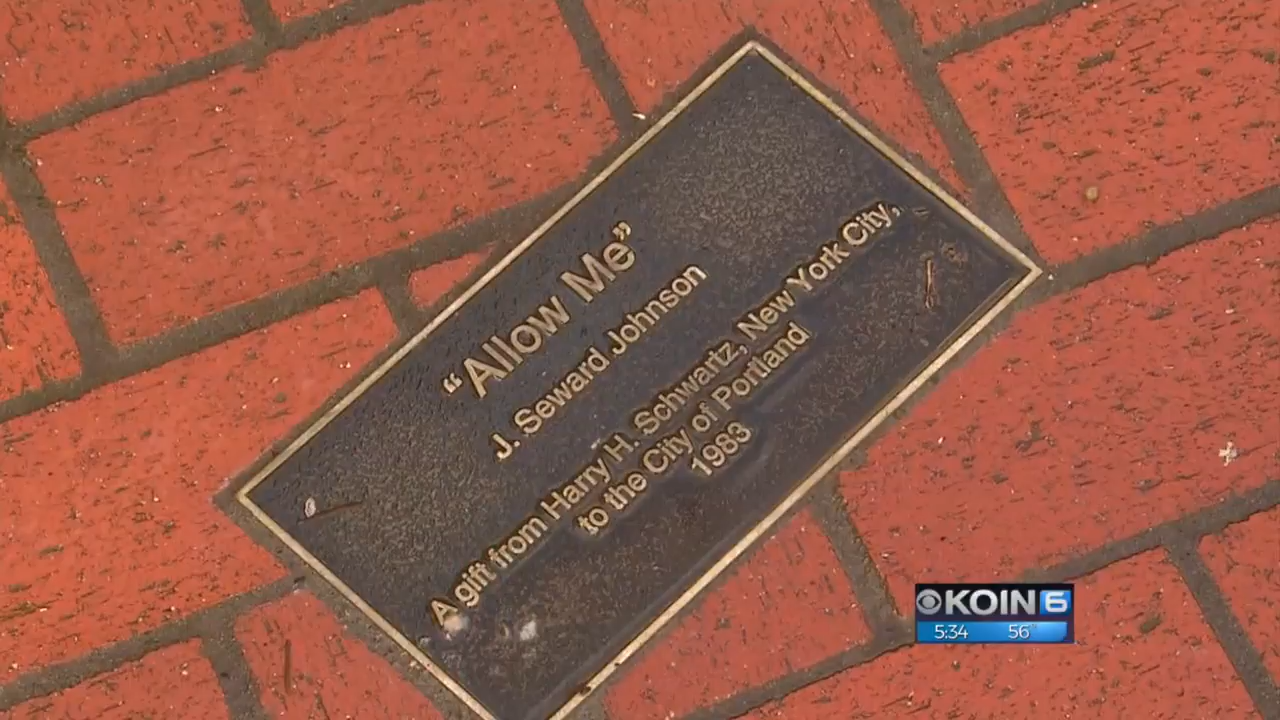 “Allow Me”
J. Seward Johnson
A gift from Harry H. Schwartz, New York City,
to the City of Portland
1983
KOIN 6
5:34 56°